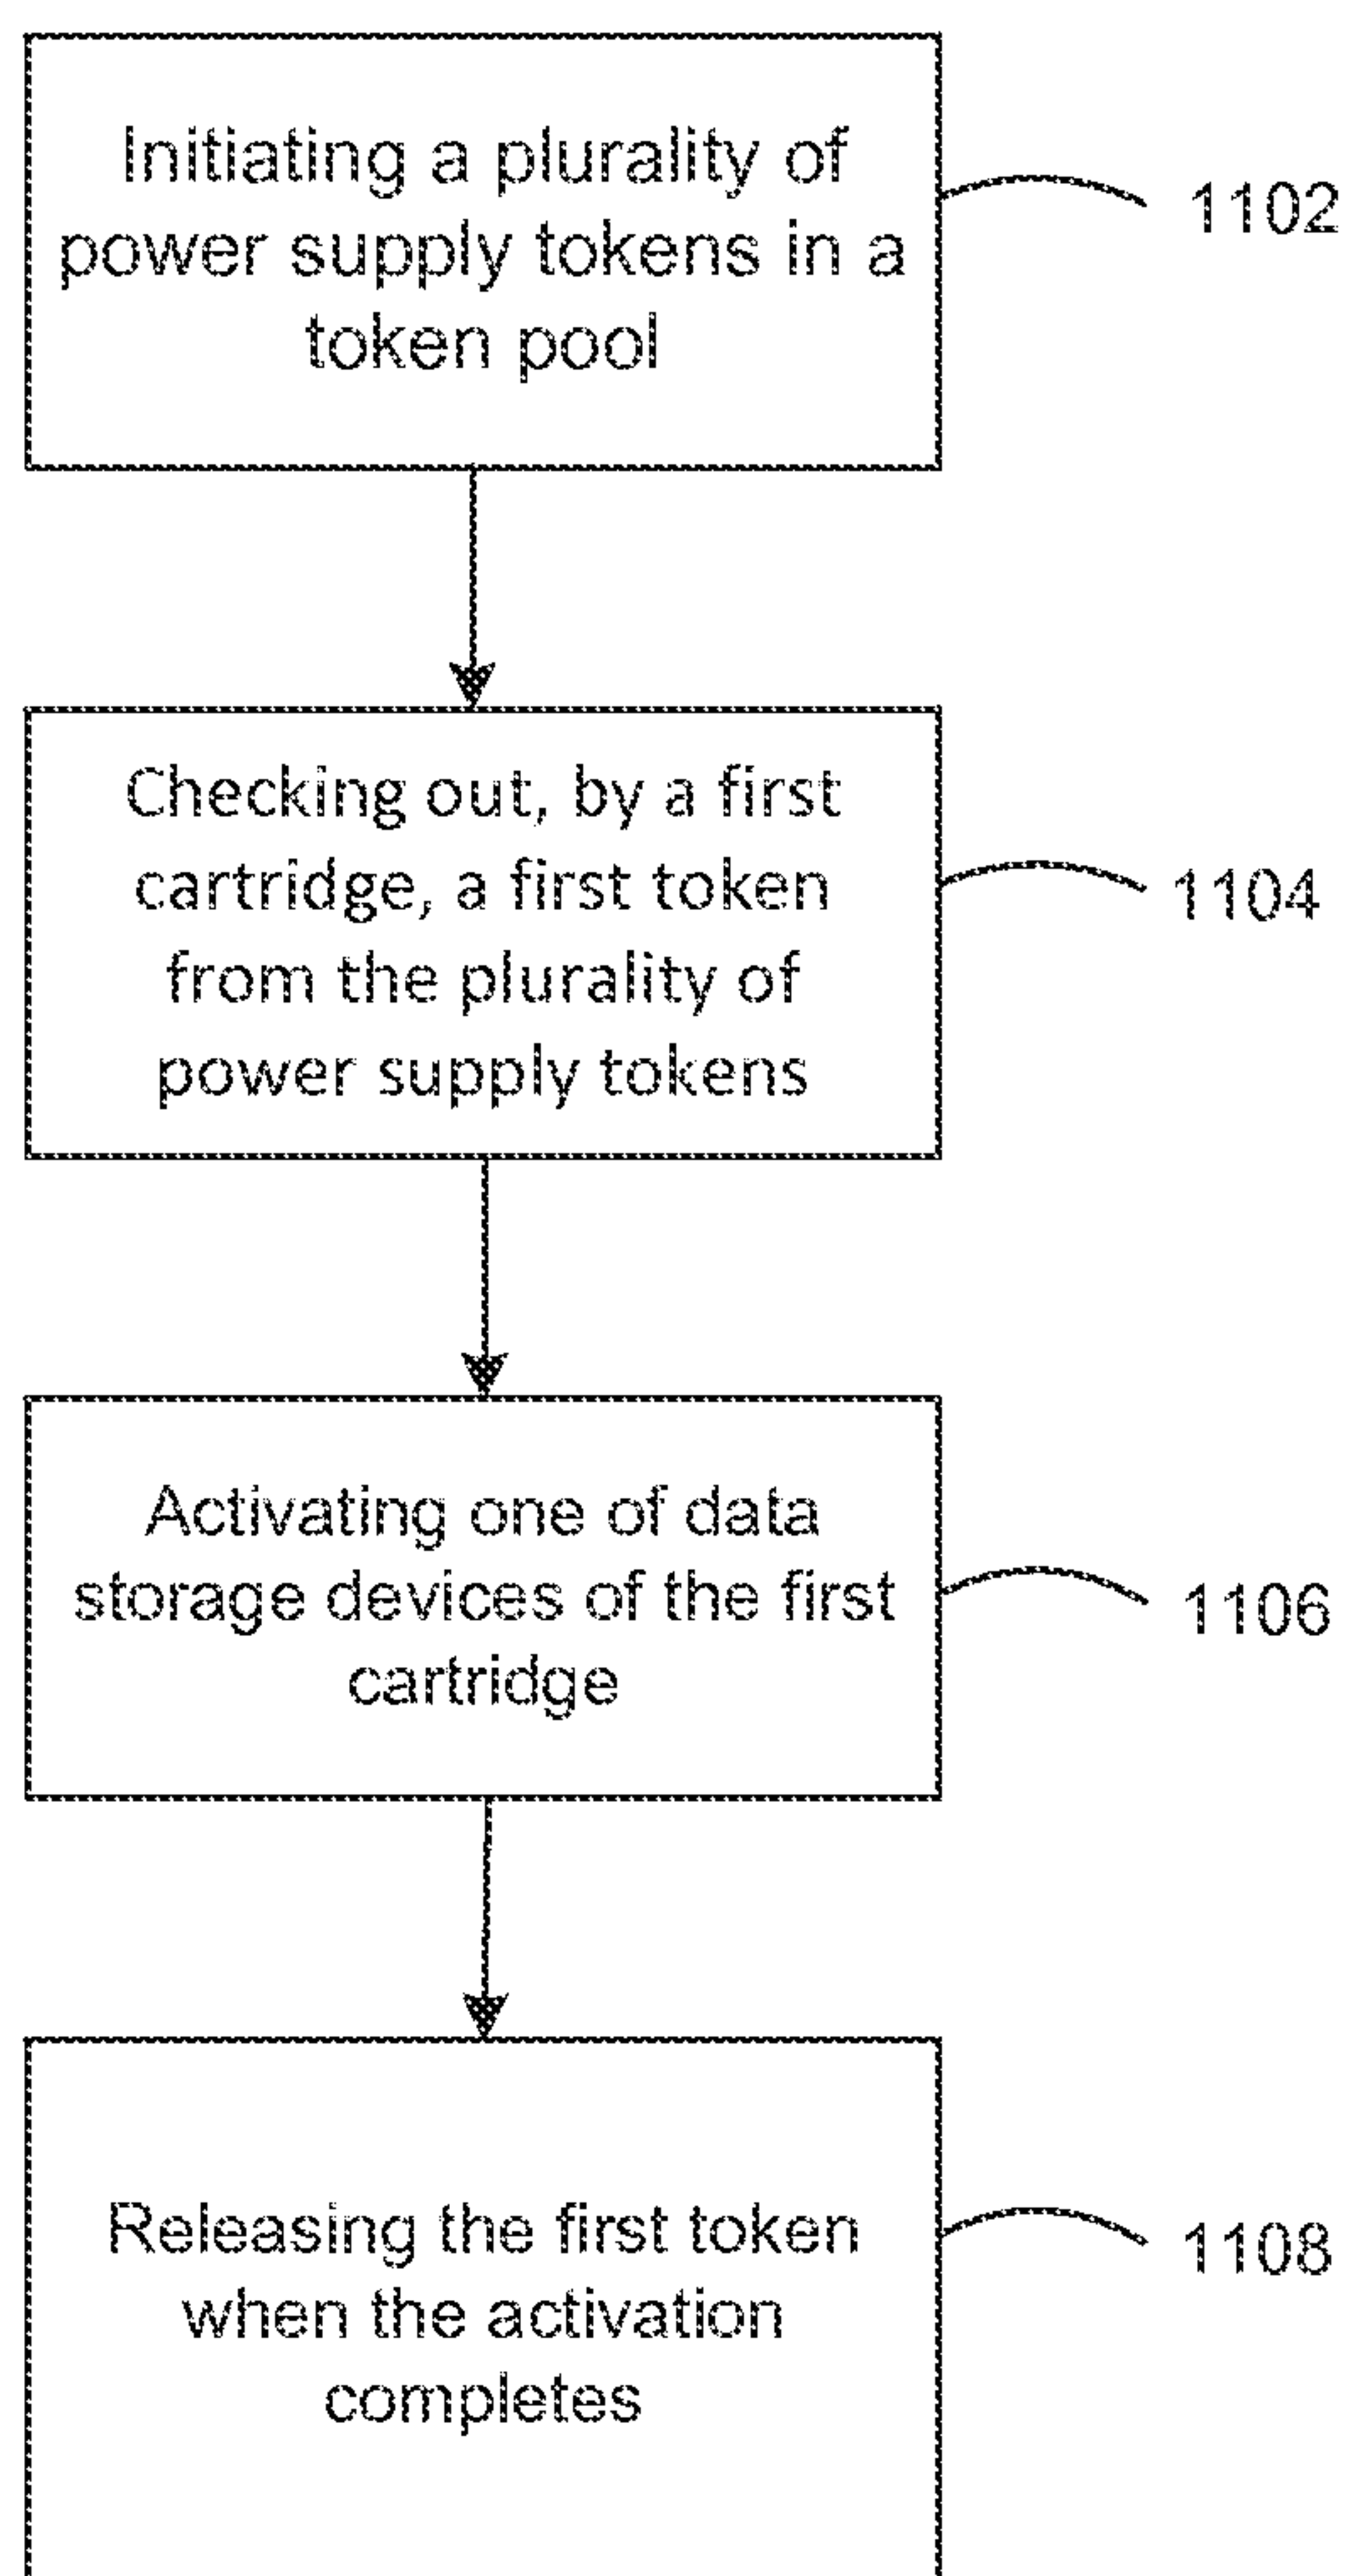 Initiating a plurality of
power supply tokens in a
token pool
1102
Checking out, by a first
cartridge, a first token
from the plurality of
power supply tokens
1104
Activating one of data
storage devices of the first
cartridge
1106
Releasing the first token
when the activation
completes
1108